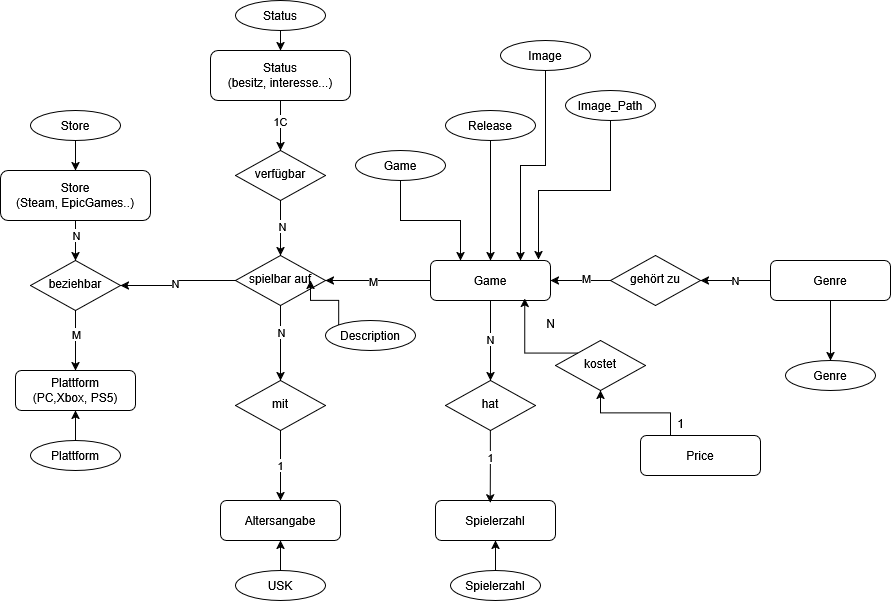 Status
Status
(besitz, interesse...)
Image
Image_Path
1C
Store
Release
Game
verfügbar
Store
(Steam, EpicGames..)
N
N
beziehbar
N
spielbar auf
M
Game
M
gehört zu
N
Genre
Description
M
N
N
N
kostet
Plattform
(PC,Xbox, PS5)
mit
hat
Genre
1
Plattform
Price
1
1
Altersangabe
Spielerzahl
USK
Spielerzahl